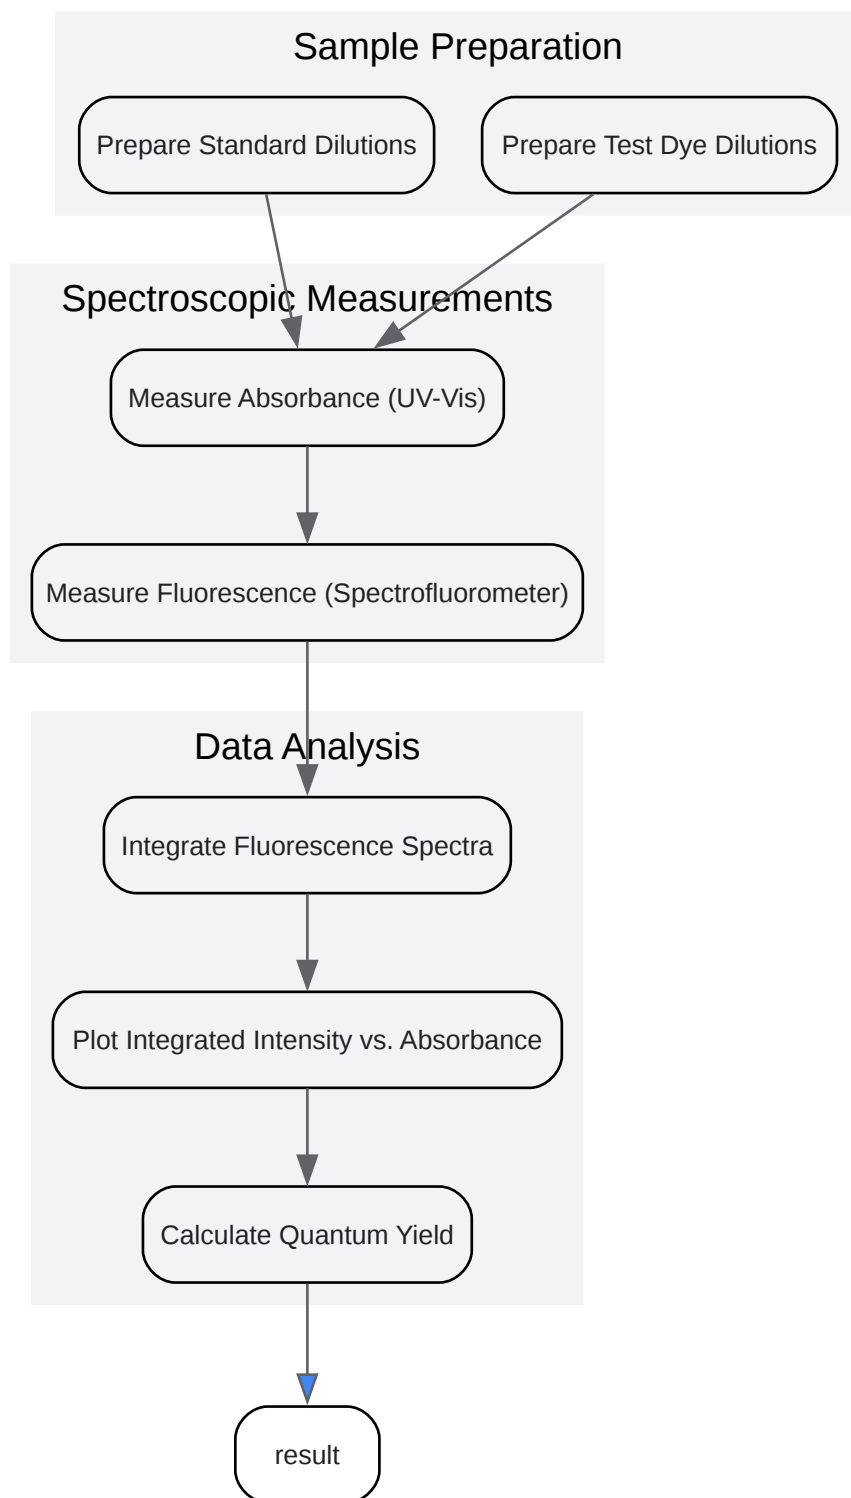 Sample Preparation
Prepare Standard Dilutions
Prepare Test Dye Dilutions
Spectroscopic Measurements
Measure Absorbance (UV-Vis)
Measure Fluorescence (Spectrofluorometer)
Data Analysis
Integrate Fluorescence Spectra
Plot Integrated Intensity vs. Absorbance
Calculate Quantum Yield
result